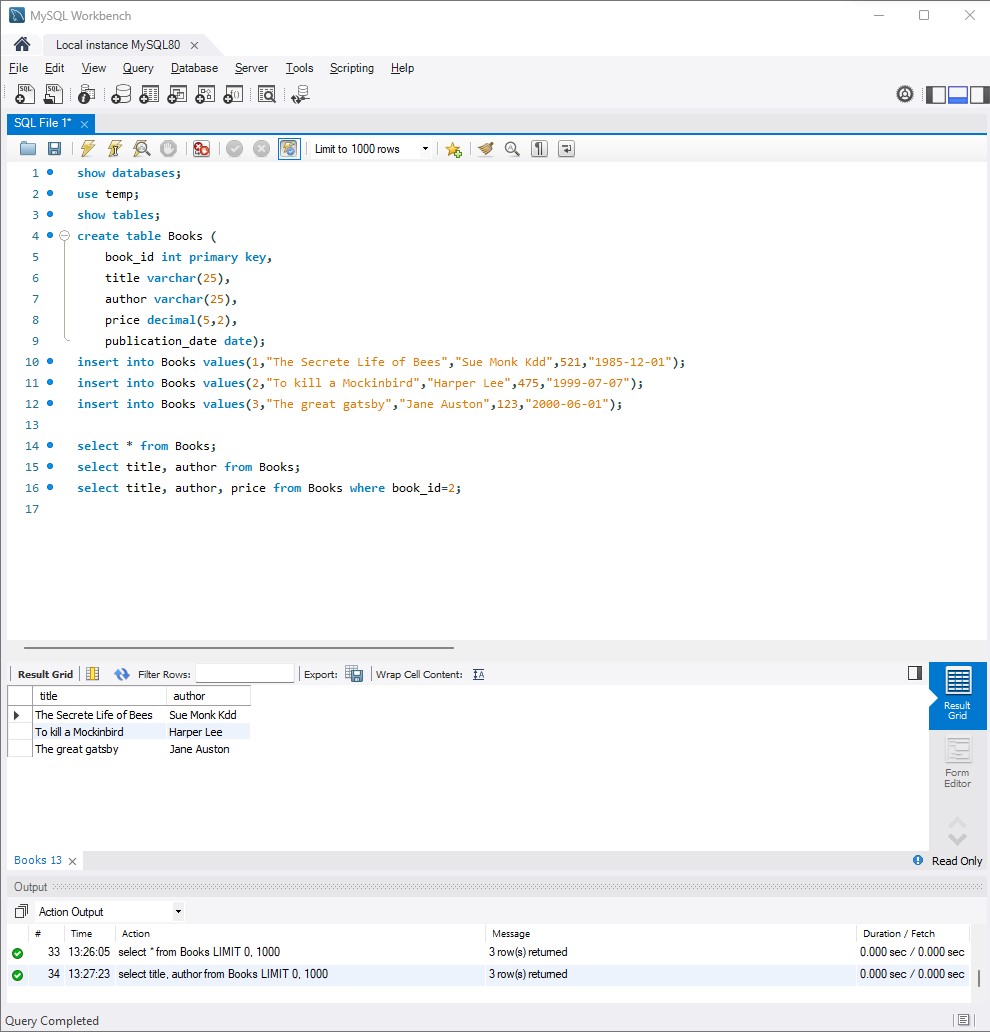 MySQL Workbench
Local instance MySQL80
File Edit View Query Database Server Tools Scripting Help
SQL SQL
SQL File 1*
Limit to 1000 rows
1 show databases;
2 use temp;
3 show tables;
4 create table Books (
5 book_id int primary key,
6 title varchar(25),
7 author varchar(25),
8 price decimal(5,2),
9 publication_date date);
10 insert into Books values(1,"The Secrete Life of Bees","Sue Monk Kdd",521,"1985-12-01");
11 insert into Books values(2,"To kill a Mockinbird","Harper Lee",475,"1999-07-07");
12 insert into Books values(3,"The great gatsby","Jane Auston",123,"2000-06-01");
13
14 select * from Books;
15 select title, author from Books;
16 select title, author, price from Books where book_id=2;
17
Result Grid Filter Rows: Export: Wrap Cell Content:
title author
The Secrete Life of Bees Sue Monk Kdd
To kill a Mockinbird Harper Lee
The great gatsby Jane Auston
Result
Grid
Form
Editor
Books 13
Read Only
Output
Action Output
# Time Action Message Duration / Fetch
33 13:26:05 select * from Books LIMIT 0, 1000 3 row(s) returned 0.000 sec / 0.000 sec
34 13:27:23 select title, author from Books LIMIT 0, 1000 3 row(s) returned 0.000 sec / 0.000 sec
Query Completed